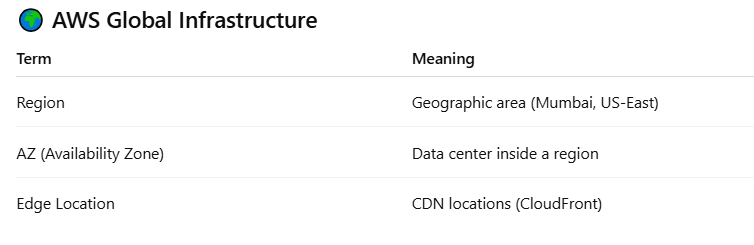 🌍 AWS Global Infrastructure
Term Meaning
Region Geographic area (Mumbai, US-East)
AZ (Availability Zone) Data center inside a region
Edge Location CDN locations (CloudFront)